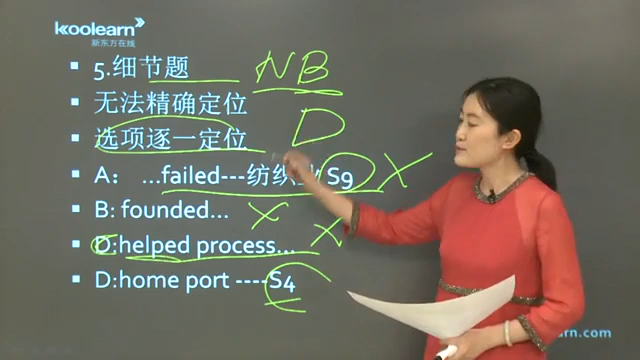 koolearn
新东方在线
5.细节题
NB
无法精确定位
D
选项逐一定位
A： ...failed---纺织业 S9
B: founded...
D:helped process...
D:home port ----S4
rn.com